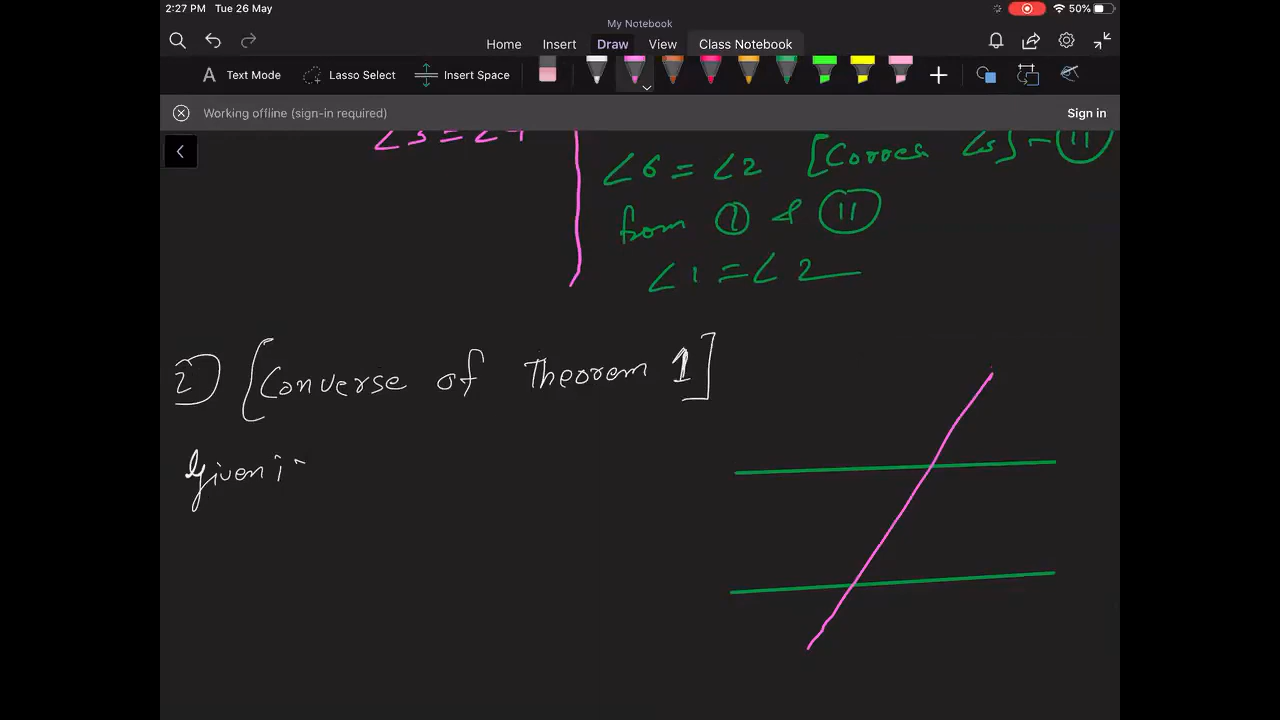 2:27 PM Tue 26 May
50%
My Notebook
Home Insert Draw View Class Notebook
Text Mode Lasso Select Insert Space
Working offline (sign-in required) Sign in
∠6 = ∠2 [Corres ∠s] - (II)
from (I) & (II)
∠1 = ∠2
2) [Converse of Theorem 1]
Given :-